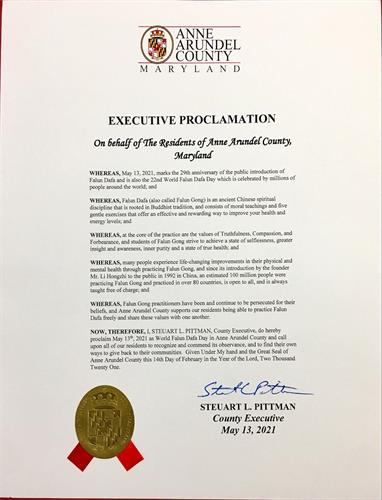 ANNE
ARUNDEL
COUNTY
MARYLAND
EXECUTIVE PROCLAMATION
On behalf of The Residents of Anne Arundel County,
Maryland
WHEREAS, May 13, 2021, marks the 29th anniversary of the public introduction of
Falun Dafa and is also the 22nd World Falun Dafa Day which is celebrated by millions of
people around the world; and
WHEREAS, Falun Dafa (also called Falun Gong) is an ancient Chinese spiritual
discipline that is rooted in Buddhist tradition, and consists of moral teachings and five
gentle exercises that offer an effective and rewarding way to improve your health and
energy levels; and
WHEREAS, at the core of the practice are the values of Truthfulness, Compassion, and
Forbearance, and students of Falun Gong strive to achieve a state of selflessness, greater
insight and awareness, inner purity and a state of true health; and
WHEREAS, many people experience life-changing improvements in their physical and
mental health through practicing Falun Gong, and since its introduction by the founder
Mr. Li Hongzhi to the public in 1992 in China, an estimated 100 million people were
practicing Falun Gong and practiced in over 80 countries, is open to all, and is always
taught free of charge; and
WHEREAS, Falun Gong practitioners have been and continue to be persecuted for their
beliefs, and Anne Arundel County supports our residents being able to practice Falun
Dafa freely and share these values with one another.
NOW, THEREFORE, I, STEUART L. PITTMAN, County Executive, do hereby
proclaim May 13th, 2021 as World Falun Dafa Day in Anne Arundel County and call
upon all of our residents to recognize and commend its observance, and to find their own
ways to give back to their communities. Given Under My hand and the Great Seal of
Anne Arundel County this 14th Day of February in the Year of the Lord, Two Thousand
Twenty One.
STEUART L. PITTMAN
County Executive
May 13, 2021